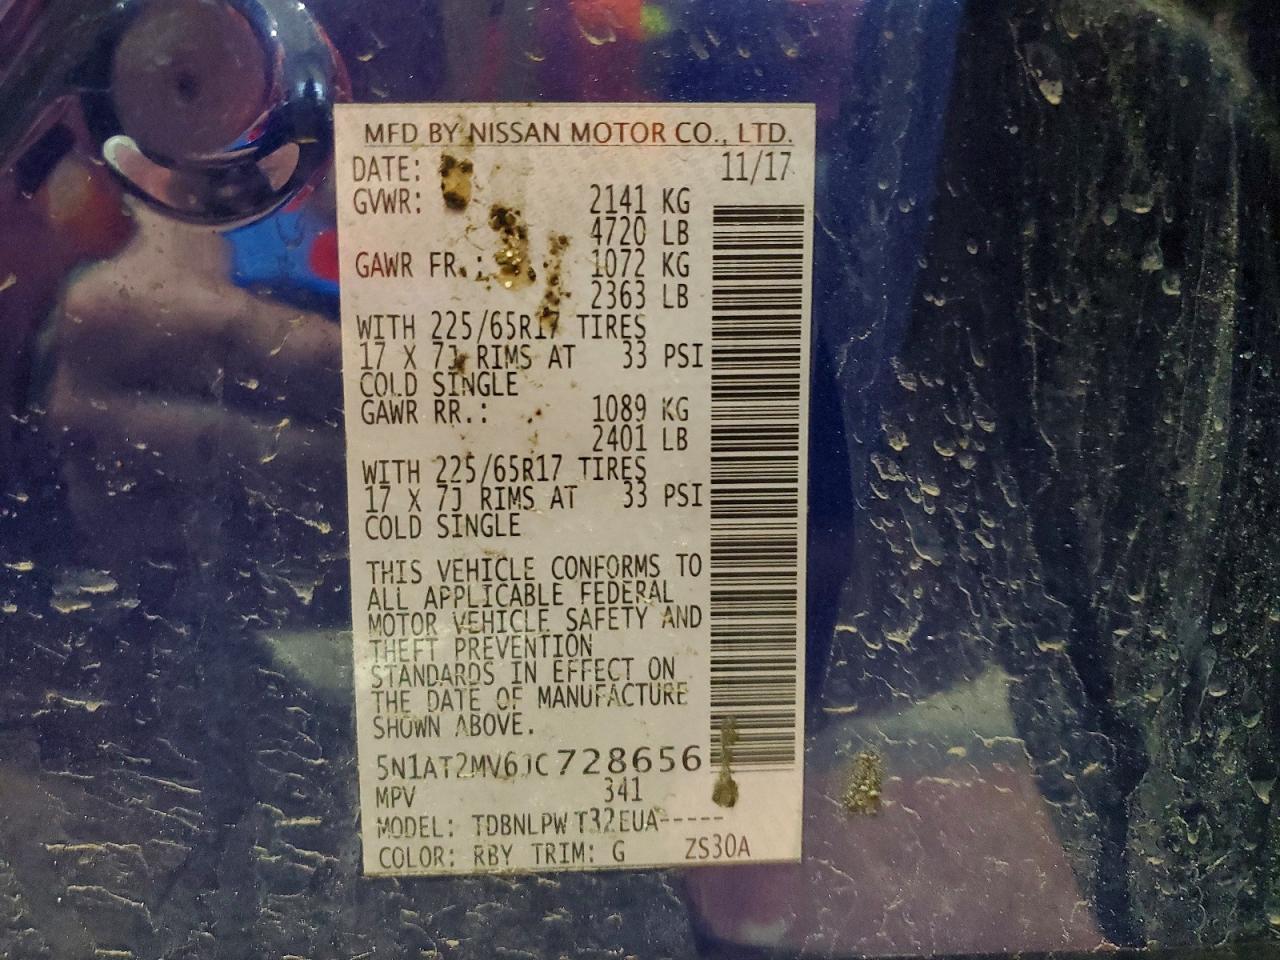 MFD BY NISSAN MOTOR CO., LTD.
DATE: 11/17
GVWR: 2141 KG
4720 LB
GAWR FR.: 1072 KG
2363 LB
WITH 225/65R17 TIRES
17 X 7J RIMS AT 33 PSI
COLD SINGLE
GAWR RR.: 1089 KG
2401 LB
WITH 225/65R17 TIRES
17 X 7J RIMS AT 33 PSI
COLD SINGLE
THIS VEHICLE CONFORMS TO
ALL APPLICABLE FEDERAL
MOTOR VEHICLE SAFETY AND
THEFT PREVENTION
STANDARDS IN EFFECT ON
THE DATE OF MANUFACTURE
SHOWN ABOVE.
5N1AT2MV6JC728656
MPV 341
MODEL: TDBNLPWT32EUA-----
COLOR: RBY TRIM: G ZS30A